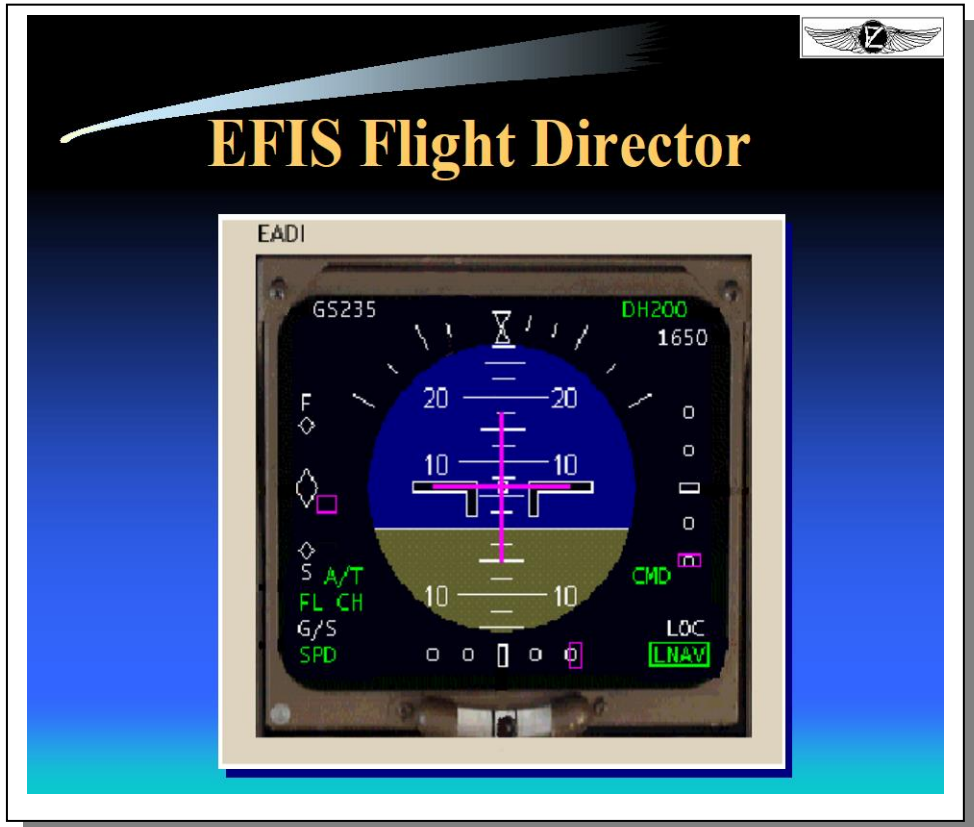 EFIS Flight Director
EADI
GS235
DH200
1650
F
20 20
10 10
S
A/T
CMD
FL CH
10 10
G/S
LOC
SPD
LNAV